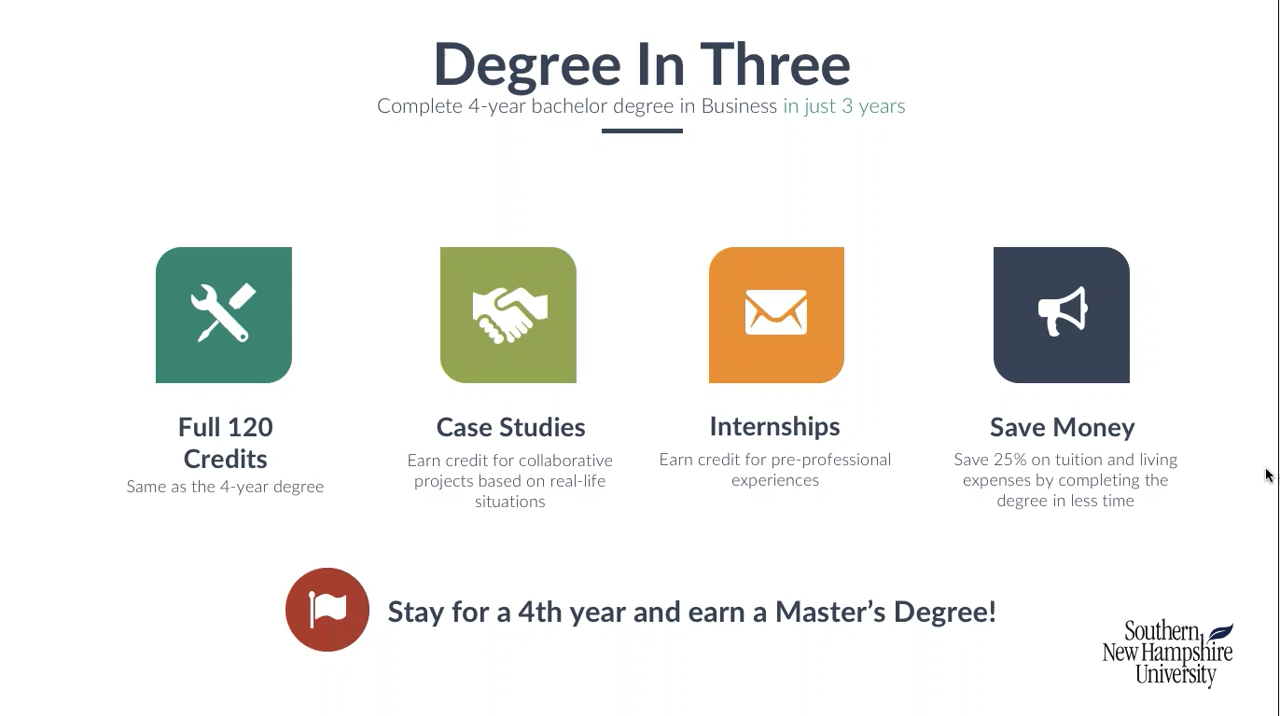 Degree In Three
Complete 4-year bachelor degree in Business in just 3 years
Full 120
Credits
Same as the 4-year degree
Case Studies
Earn credit for collaborative
projects based on real-life
situations
Internships
Earn credit for pre-professional
experiences
Save Money
Save 25% on tuition and living
expenses by completing the
degree in less time
Stay for a 4th year and earn a Master’s Degree!
Southern
New Hampshire
University